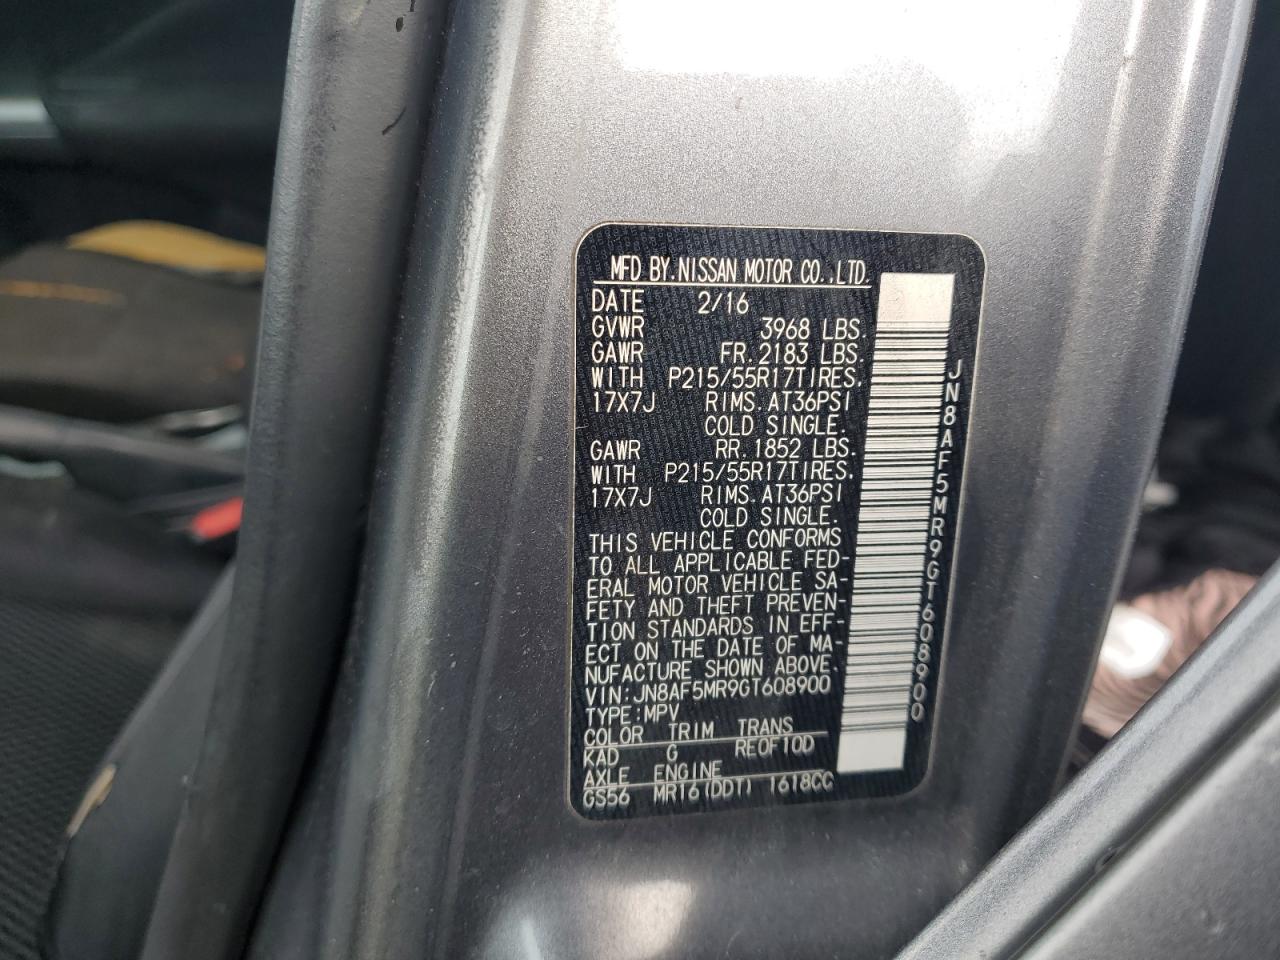 MFD BY.NISSAN MOTOR CO.,LTD.
DATE 2/16
GVWR 3968 LBS.
GAWR FR.2183 LBS.
WITH P215/55R17TIRES.
17X7J RIMS.AT36PSI
COLD SINGLE.
GAWR RR.1852 LBS.
WITH P215/55R17TIRES.
17X7J RIMS.AT36PSI
COLD SINGLE.
THIS VEHICLE CONFORMS
TO ALL APPLICABLE FED-
ERAL MOTOR VEHICLE SA-
FETY AND THEFT PREVEN-
TION STANDARDS IN EFF-
ECT ON THE DATE OF MA-
NUFACTURE SHOWN ABOVE.
VIN:JN8AF5MR9GT608900
TYPE:MPV
COLOR TRIM TRANS
KAD G RE0F10D
AXLE ENGINE
GS56 MR16(DDT) 1618CC
JN8AF5MR9GT608900